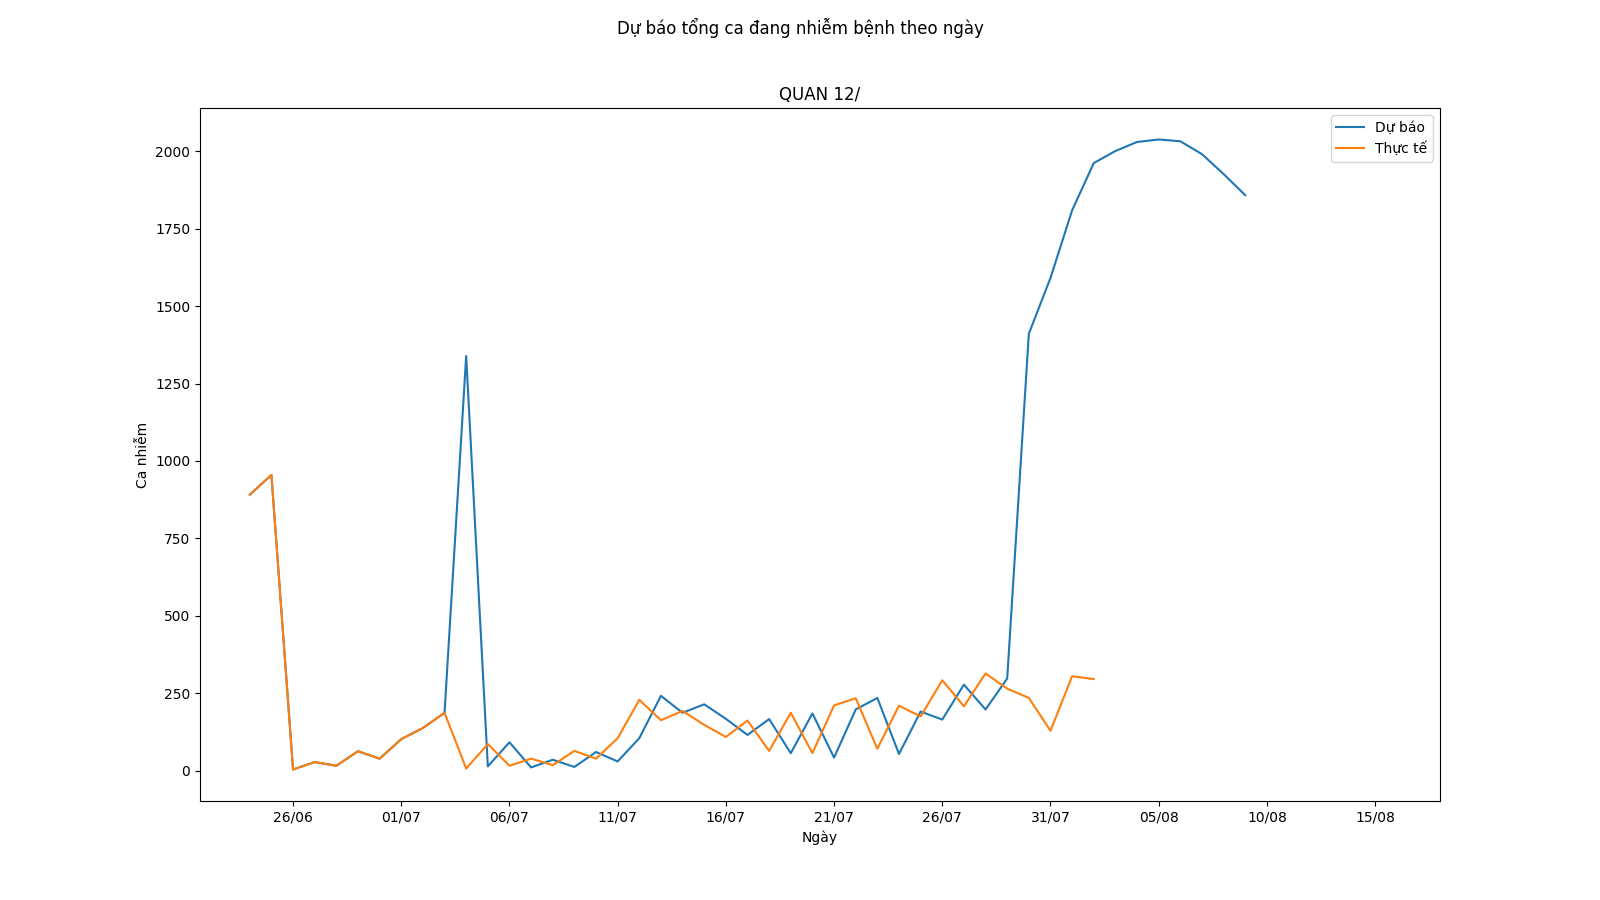 Dự báo tổng ca đang nhiễm bệnh theo ngày
QUAN 12/
Dự báo
Thực tế
2000
1750
1500
1250
1000
750
500
250
0
Ca nhiễm
26/06 01/07 06/07 11/07 16/07 21/07 26/07 31/07 05/08 10/08 15/08
Ngày